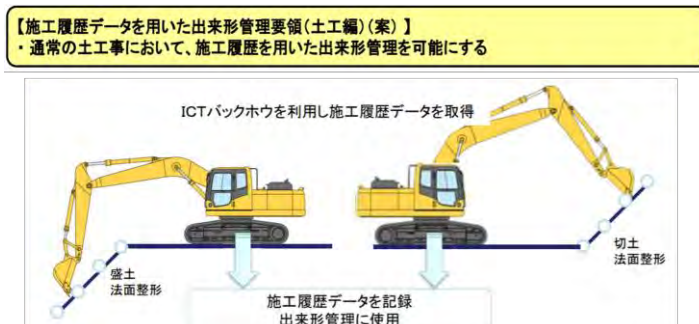 【施工履歴データを用いた出来形管理要領(土工編)(案) 】
・通常の土工事において、施工履歴を用いた出来形管理を可能にする
ICTバックホウを利用し施工履歴データを取得
盛土
法面整形
切土
法面整形
施工履歴データを記録
出来形管理に使用